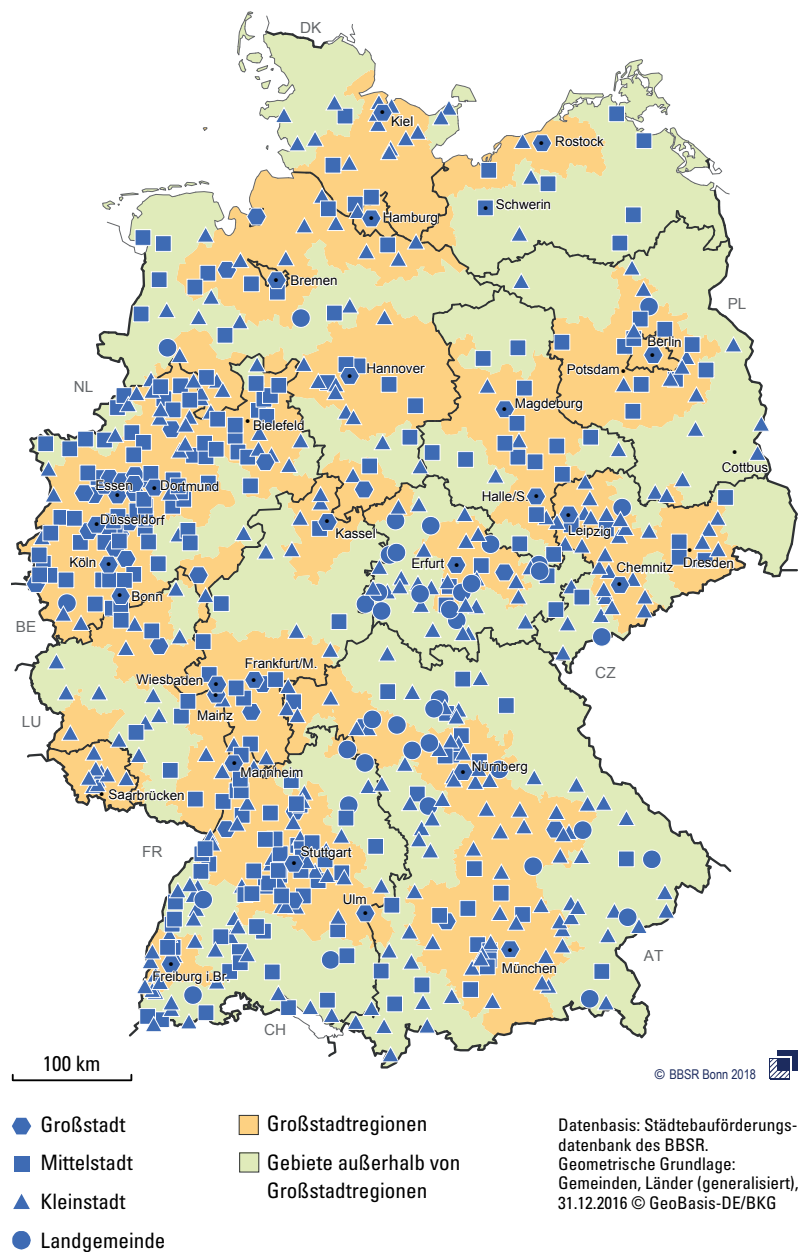 DK
Kiel
Rostock
Schwerin
Hamburg
Bremen
PL
Berlin
Hannover
Potsdam
NL
Magdeburg
Bielefeld
Cottbus
Essen
Dortmund
Halle/S.
Düsseldorf
Leipzig
Kassel
Köln
Erfurt
Dresden
Chemnitz
Bonn
BE
CZ
Frankfurt/M.
Wiesbaden
LU
Mainz
Mannheim
Nürnberg
Saarbrücken
FR
Stuttgart
Ulm
AT
München
Freiburg i.Br.
CH
100 km
© BBSR Bonn 2018
Großstadt
Mittelstadt
Kleinstadt
Landgemeinde
Großstadtregionen
Gebiete außerhalb von
Großstadtregionen
Datenbasis: Städtebauförderungs-
datenbank des BBSR.
Geometrische Grundlage:
Gemeinden, Länder (generalisiert),
31.12.2016 © GeoBasis-DE/BKG